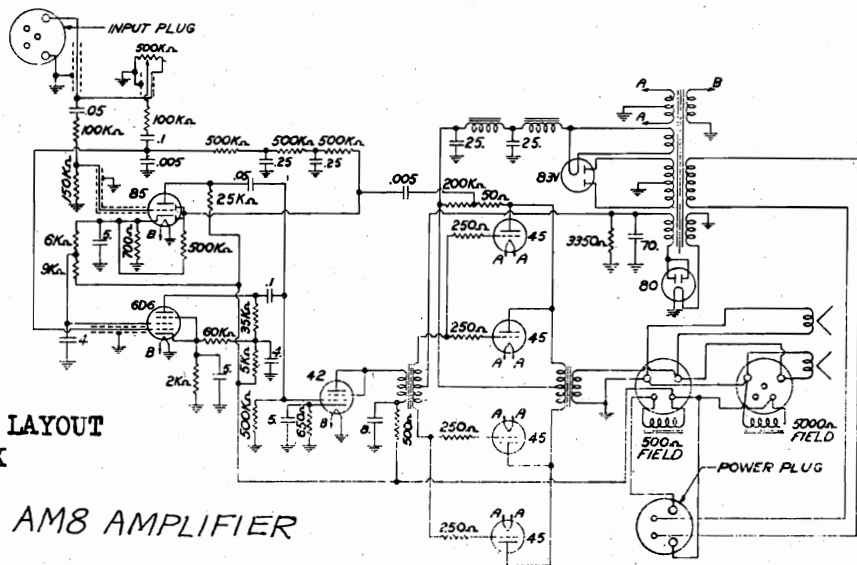 INPUT PLUG
500KΩ
A
B
.05
100KΩ
100KΩ
.1
A
.005
500KΩ
500KΩ
500KΩ
.25
.25
25.
25.
83V
150KΩ
85
.05
25KΩ
.005
200KΩ
50Ω
250Ω
45
A
A
3350Ω
70.
80
6KΩ
5.
700Ω
B
500KΩ
9KΩ
6D6
.1
35KΩ
.4
B
60KΩ
5KΩ
4.
2KΩ
5.
42
250Ω
45
A
A
500KΩ
5.
650Ω
B
8.
500Ω
250Ω
A
A
45
500Ω
FIELD
5000Ω
FIELD
LAYOUT
POWER PLUG
AM8 AMPLIFIER
250Ω
A
A
45